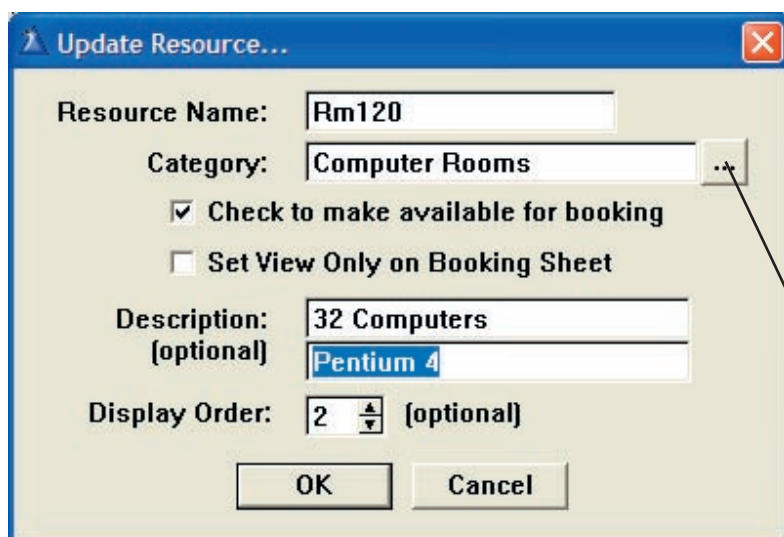 Update Resource...
Resource Name: Rm120
Category: Computer Rooms ...
Check to make available for booking
Set View Only on Booking Sheet
Description: 32 Computers
(optional) Pentium 4
Display Order: 2 (optional)
OK Cancel